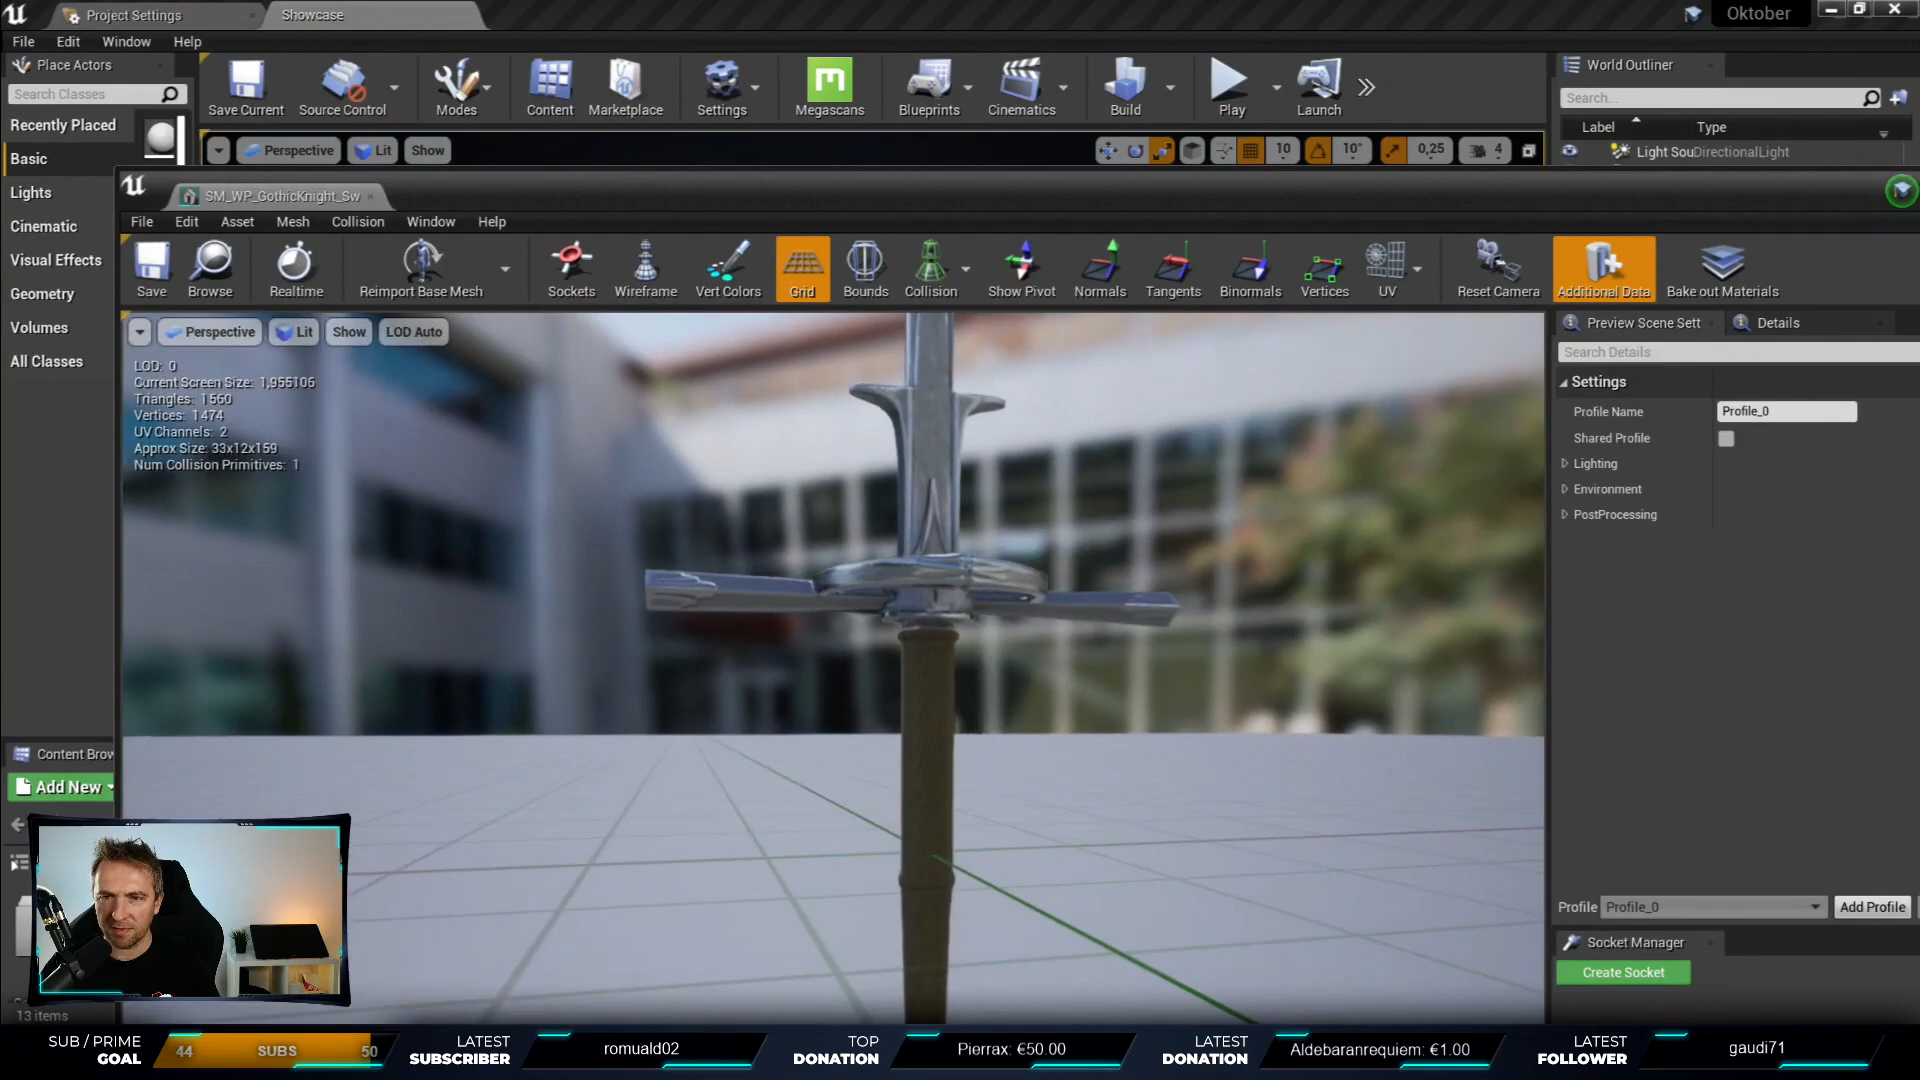 Project Settings
Showcase
Oktober
File Edit Window Help
Place Actors
Search Classes
Recently Placed
Basic
Lights
Cinematic
Visual Effects
Geometry
Volumes
All Classes
Save Current
Source Control
Modes
Content
Marketplace
Settings
Megascans
Blueprints
Cinematics
Build
Play
Launch
Perspective Lit Show
10 10° 0,25 4
World Outliner
Search...
Label Type
Light Sou DirectionalLight
SM_WP_GothicKnight_Sw
File Edit Asset Mesh Collision Window Help
Save
Browse
Realtime
Reimport Base Mesh
Sockets
Wireframe
Vert Colors
Grid
Bounds
Collision
Show Pivot
Normals
Tangents
Binormals
Vertices
UV
Reset Camera
Additional Data
Bake out Materials
Perspective Lit Show LOD Auto
LOD: 0
Current Screen Size: 1,955106
Triangles: 1 560
Vertices: 1 474
UV Channels: 2
Approx Size: 33x12x159
Num Collision Primitives: 1
Preview Scene Sett
Details
Search Details
Settings
Profile Name Profile_0
Shared Profile
Lighting
Environment
PostProcessing
Profile Profile_0 Add Profile
Socket Manager
Create Socket
Content Brow
Add New
13 items
SUB / PRIME
GOAL
44 SUBS 50
LATEST
SUBSCRIBER
romuald02
TOP
DONATION
Pierrax: €50.00
LATEST
DONATION
Aldebaranrequiem: €1.00
LATEST
FOLLOWER
gaudi71